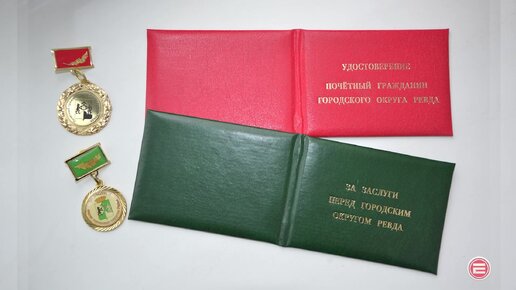 УДОСТОВЕРЕНИЕ
ПОЧЁТНЫЙ ГРАЖДАНИН
ГОРОДСКОГО ОКРУГА РЕВДА
ЗА ЗАСЛУГИ
ПЕРЕД ГОРОДСКИМ
ОКРУГОМ РЕВДА